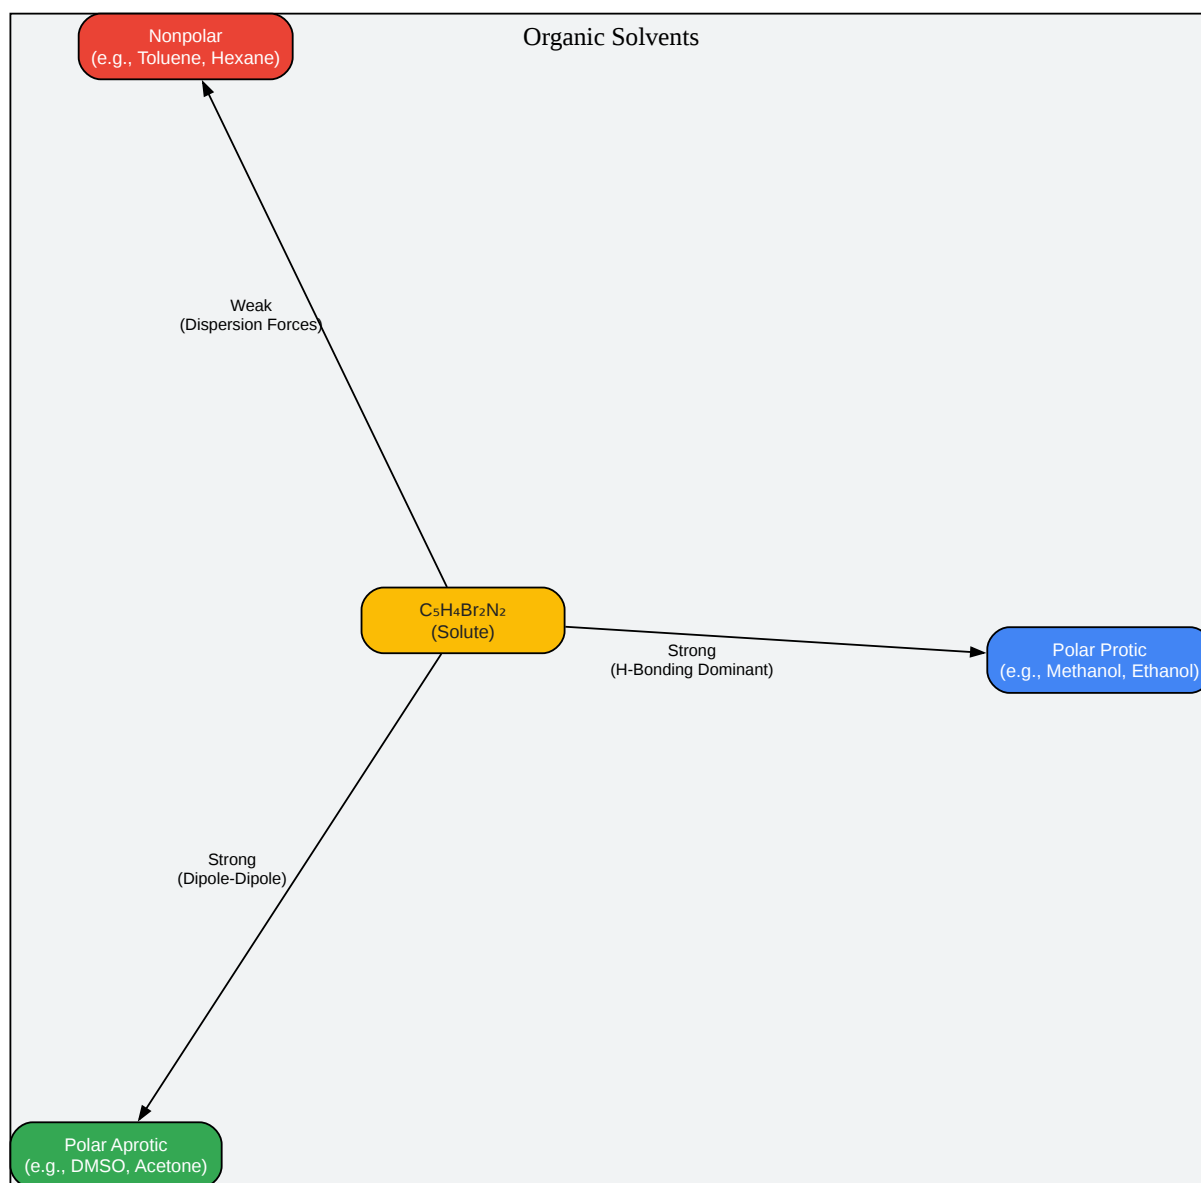 Organic Solvents
Nonpolar
(e.g., Toluene, Hexane)
Weak
(Dispersion Forces)
C₅H₄Br₂N₂
(Solute)
Strong
(H-Bonding Dominant)
Polar Protic
(e.g., Methanol, Ethanol)
Strong
(Dipole-Dipole)
Polar Aprotic
(e.g., DMSO, Acetone)